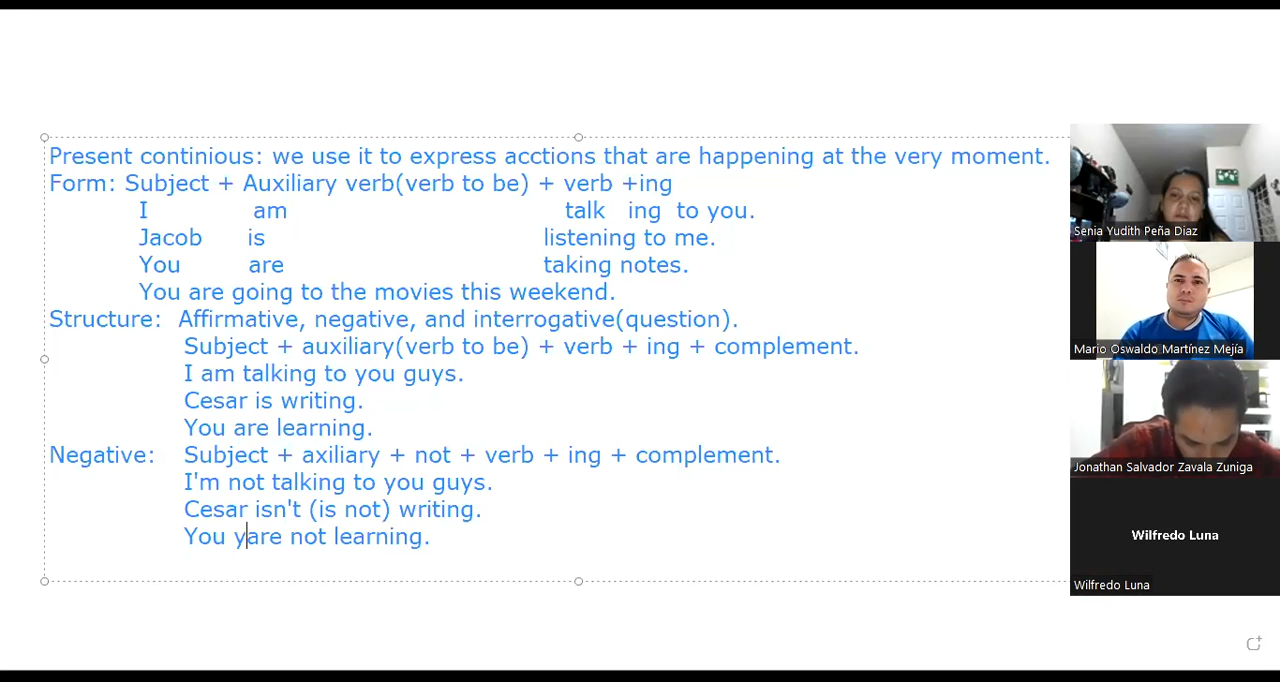 Present continious: we use it to express acctions that are happening at the very moment.
Form: Subject + Auxiliary verb(verb to be) + verb +ing
I am talk ing to you.
Jacob is listening to me.
You are taking notes.
You are going to the movies this weekend.
Structure: Affirmative, negative, and interrogative(question).
Subject + auxiliary(verb to be) + verb + ing + complement.
I am talking to you guys.
Cesar is writing.
You are learning.
Negative: Subject + axiliary + not + verb + ing + complement.
I'm not talking to you guys.
Cesar isn't (is not) writing.
You yare not learning.
Senia Yudith Peña Diaz
Mario Oswaldo Martínez Mejía
Jonathan Salvador Zavala Zuniga
Wilfredo Luna
Wilfredo Luna